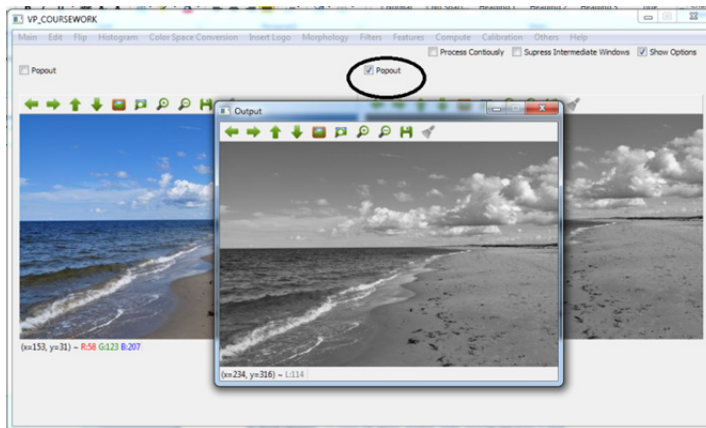 VP_COURSEWORK
Main Edit Flip Histogram Color Space Conversion Insert Logo Morphology Filters Features Compute Calibration Others Help
Process Contiously Supress Intermediate Windows Show Options
Popout Popout
Output
(x=153, y=31) ~ R:58 G:123 B:207
(x=234, y=316) ~ L:114